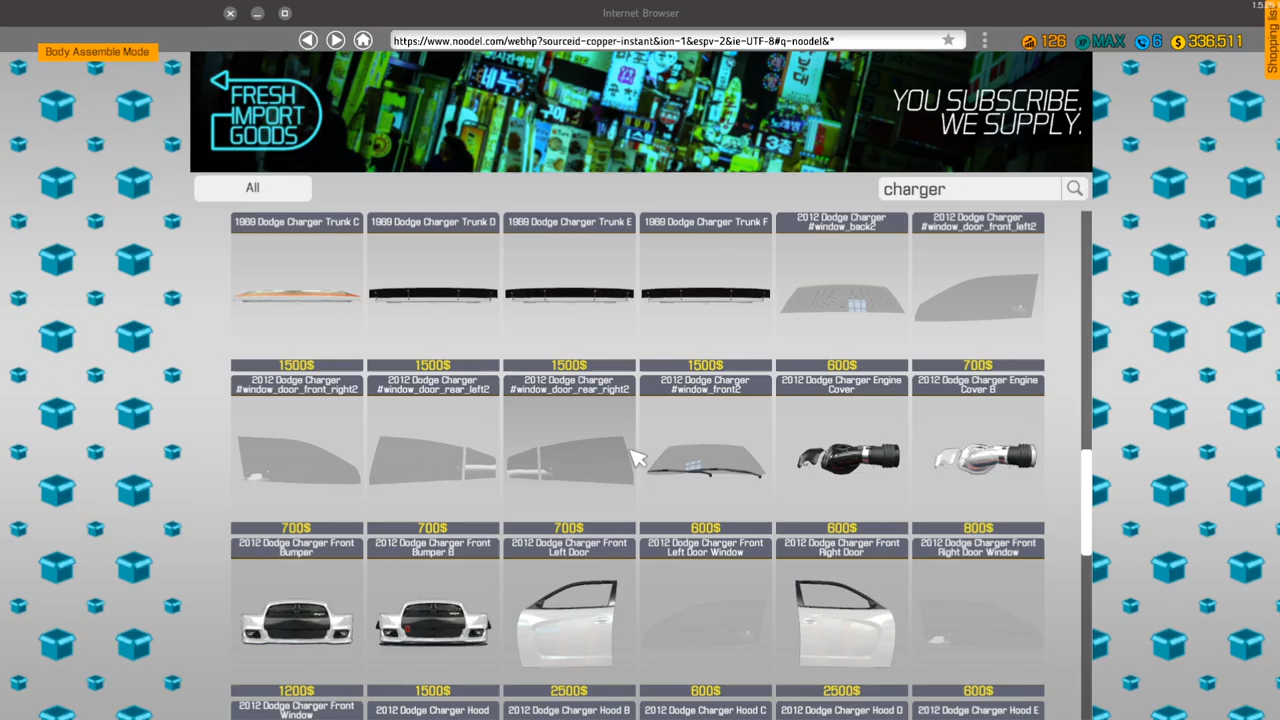 Internet Browser
1.5.
Body Assemble Mode
https://www.noodel.com/webhp?sourceid-copper-instant&ion-1&espv-2&ie-UTF-8#q-noodel&*
126
XP MAX
6
$ 336,511
Shopping list
FRESH
IMPORT
GOODS
YOU SUBSCRIBE.
WE SUPPLY.
All
charger
1969 Dodge Charger Trunk C
1969 Dodge Charger Trunk D
1969 Dodge Charger Trunk E
1969 Dodge Charger Trunk F
2012 Dodge Charger
#window_back2
2012 Dodge Charger
#window_door_front_left2
1500$
1500$
1500$
1500$
600$
700$
2012 Dodge Charger
#window_door_front_right2
2012 Dodge Charger
#window_door_rear_left2
2012 Dodge Charger
#window_door_rear_right2
2012 Dodge Charger
#window_front2
2012 Dodge Charger Engine
Cover
2012 Dodge Charger Engine
Cover B
700$
700$
700$
600$
600$
800$
2012 Dodge Charger Front
Bumper
2012 Dodge Charger Front
Bumper B
2012 Dodge Charger Front
Left Door
2012 Dodge Charger Front
Left Door Window
2012 Dodge Charger Front
Right Door
2012 Dodge Charger Front
Right Door Window
1200$
1500$
2500$
600$
2500$
600$
2012 Dodge Charger Front
Window
2012 Dodge Charger Hood
2012 Dodge Charger Hood B
2012 Dodge Charger Hood C
2012 Dodge Charger Hood D
2012 Dodge Charger Hood E